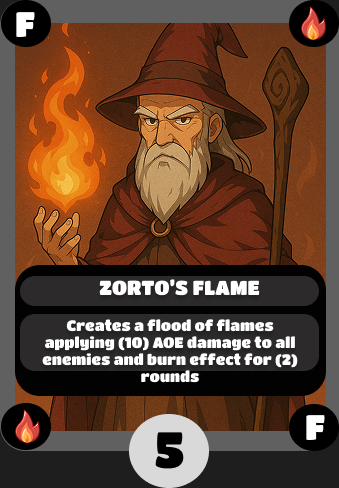 F
ZORTO'S FLAME
Creates a flood of flames
applying (10) AOE damage to all
enemies and burn effect for (2)
rounds
F
5